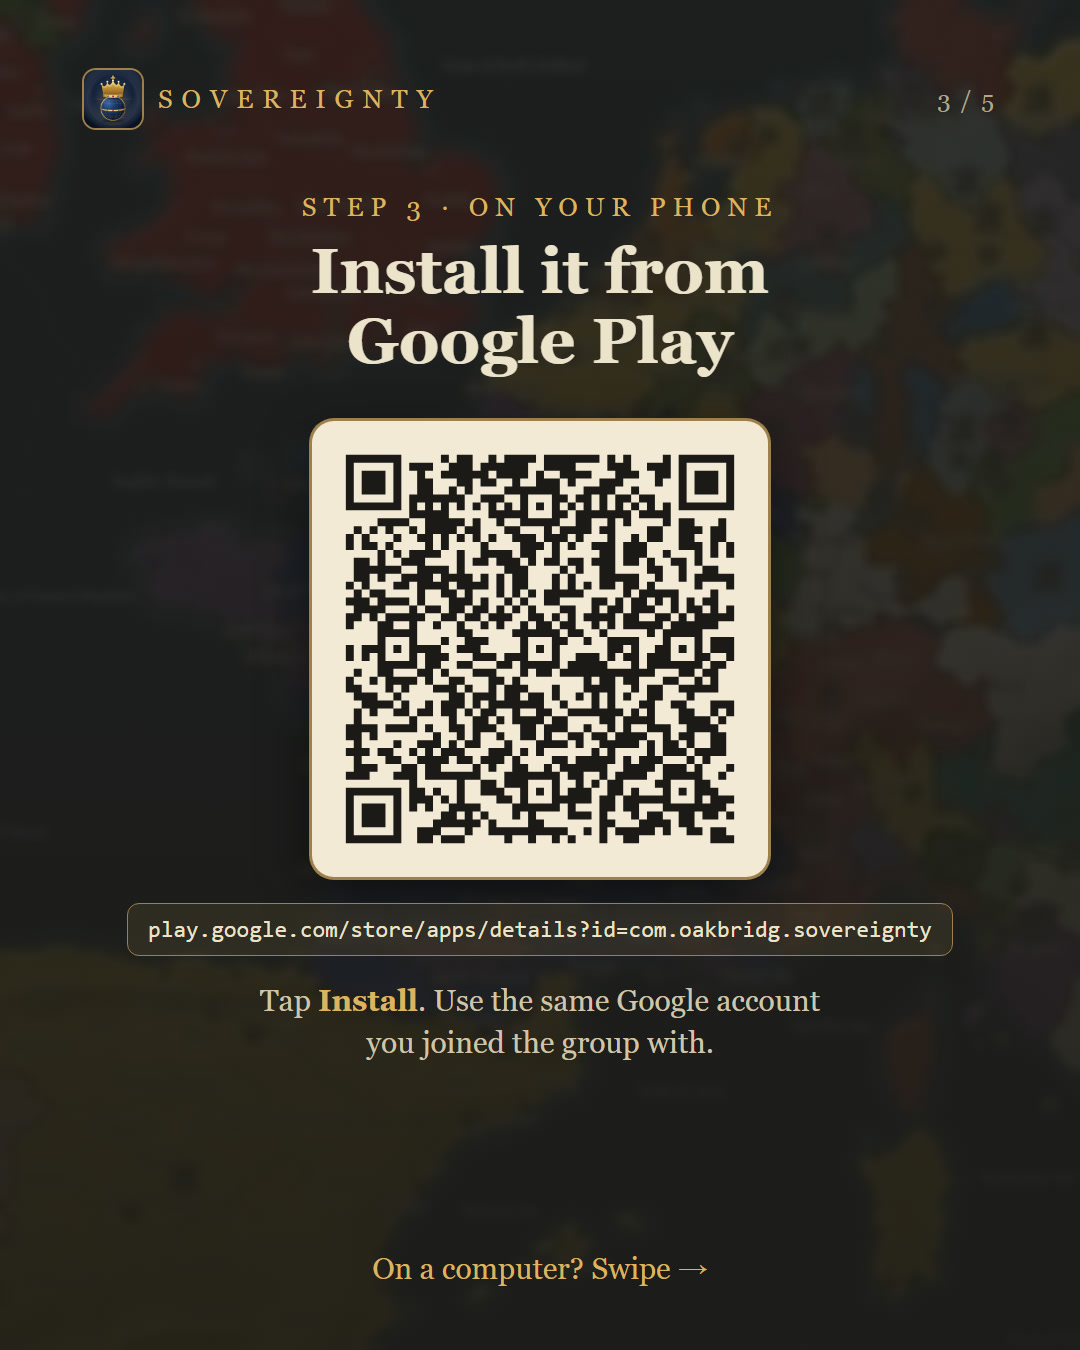 SOVEREIGNTY
3 / 5
STEP 3 · ON YOUR PHONE
Install it from
Google Play
play.google.com/store/apps/details?id=com.oakbridg.sovereignty
Tap Install. Use the same Google account
you joined the group with.
On a computer? Swipe →